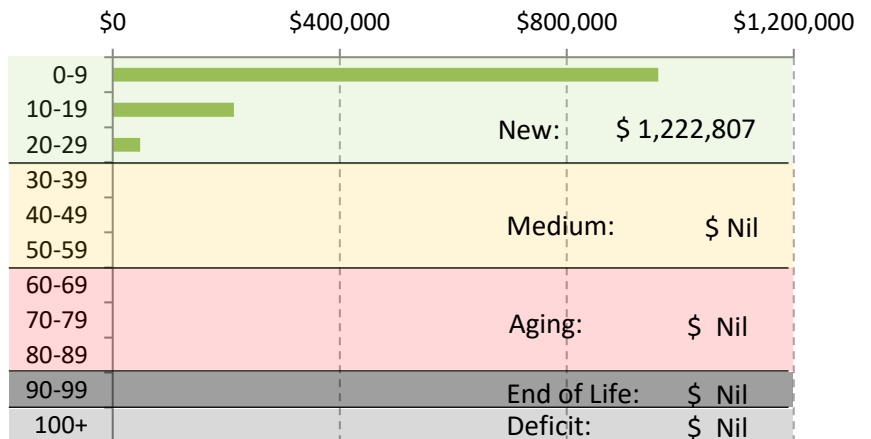 $0 $400,000 $800,000 $1,200,000
0-9
10-19
New: $ 1,222,807
20-29
30-39
40-49
Medium: $ Nil
50-59
60-69
70-79
Aging: $ Nil
80-89
90-99
End of Life: $ Nil
100+
Deficit: $ Nil